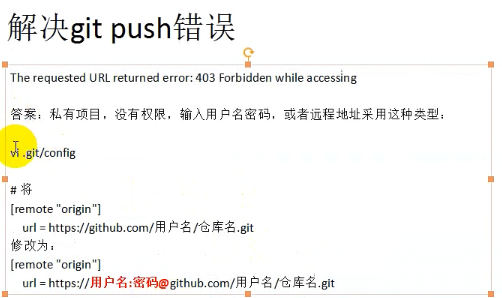 解决git push错误
The requested URL returned error: 403 Forbidden while accessing
答案：私有项目，没有权限，输入用户名密码，或者远程地址采用这种类型：
vi .git/config
# 将
[remote "origin"]
url = https://github.com/用户名/仓库名.git
修改为：
[remote "origin"]
url = https://用户名:密码@github.com/用户名/仓库名.git